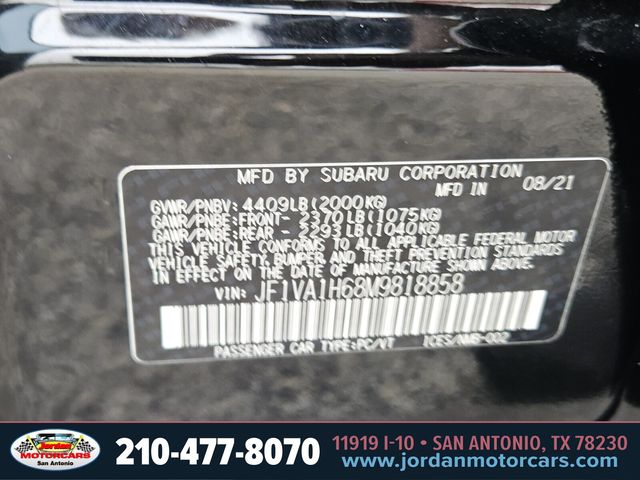 MFD BY SUBARU CORPORATION
MFD IN 08/21
GVWR/PNBV: 4409LB(2000KG)
GAWR/PNBE:FRONT- 2370LB(1075KG)
GAWR/PNBE:REAR - 2293LB(1040KG)
THIS VEHICLE CONFORMS TO ALL APPLICABLE FEDERAL MOTOR
VEHICLE SAFETY,BUMPER,AND THEFT PREVENTION STANDARDS
IN EFFECT ON THE DATE OF MANUFACTURE SHOWN ABOVE.
VIN: JF1VA1H68M9818858
PASSENGER CAR TYPE:PC/VT ICES/NMB-002
Jordan
MOTORCARS
San Antonio
210-477-8070
11919 I-10 • SAN ANTONIO, TX 78230
www.jordanmotorcars.com